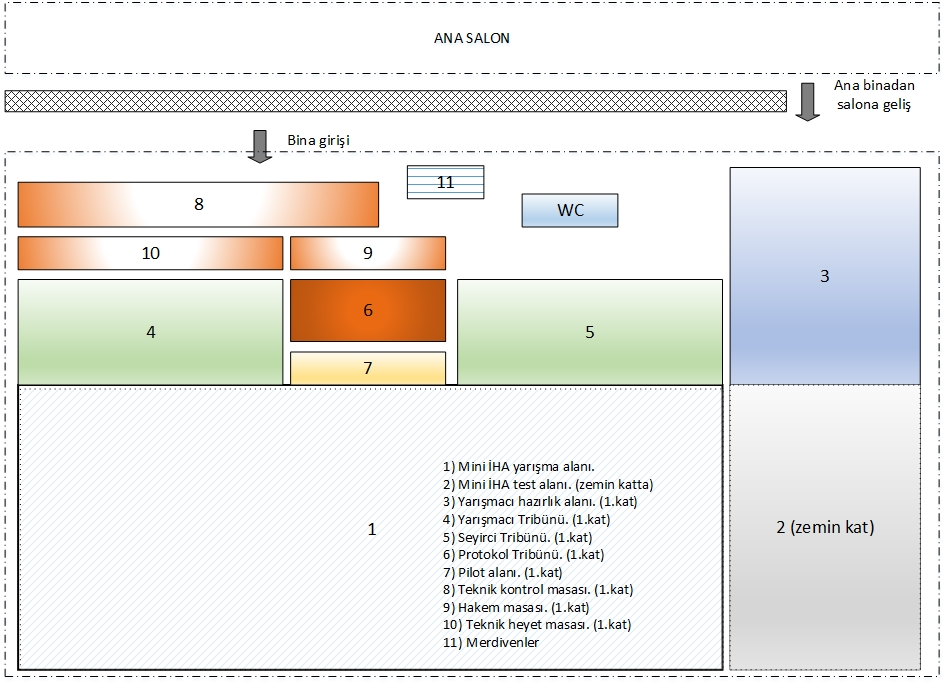 ANA SALON
Ana binadan
salona geliş
Bina girişi
11
8
WC
10
9
3
6
4
5
7
1) Mini İHA yarışma alanı.
2) Mini İHA test alanı. (zemin katta)
3) Yarışmacı hazırlık alanı. (1.kat)
4) Yarışmacı Tribünü. (1.kat)
5) Seyirci Tribünü. (1.kat)
6) Protokol Tribünü. (1.kat)
7) Pilot alanı. (1.kat)
8) Teknik kontrol masası. (1.kat)
9) Hakem masası. (1.kat)
10) Teknik heyet masası. (1.kat)
11) Merdivenler
1
2 (zemin kat)